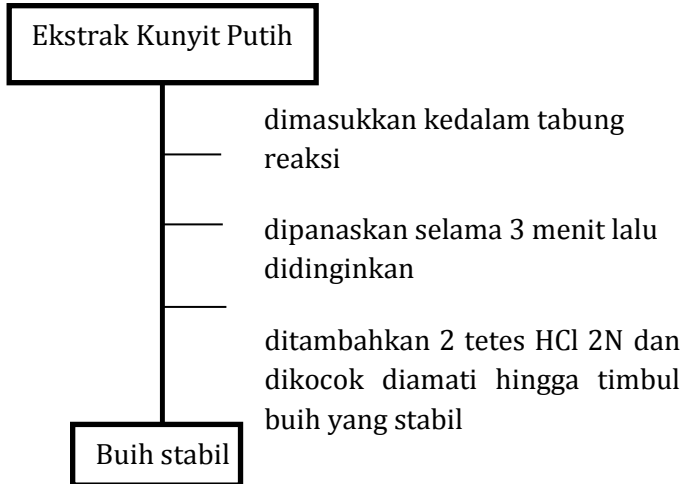 Ekstrak Kunyit Putih
dimasukkan kedalam tabung
reaksi
dipanaskan selama 3 menit lalu
didinginkan
ditambahkan 2 tetes HCl 2N dan
dikocok diamati hingga timbul
buih yang stabil
Buih stabil